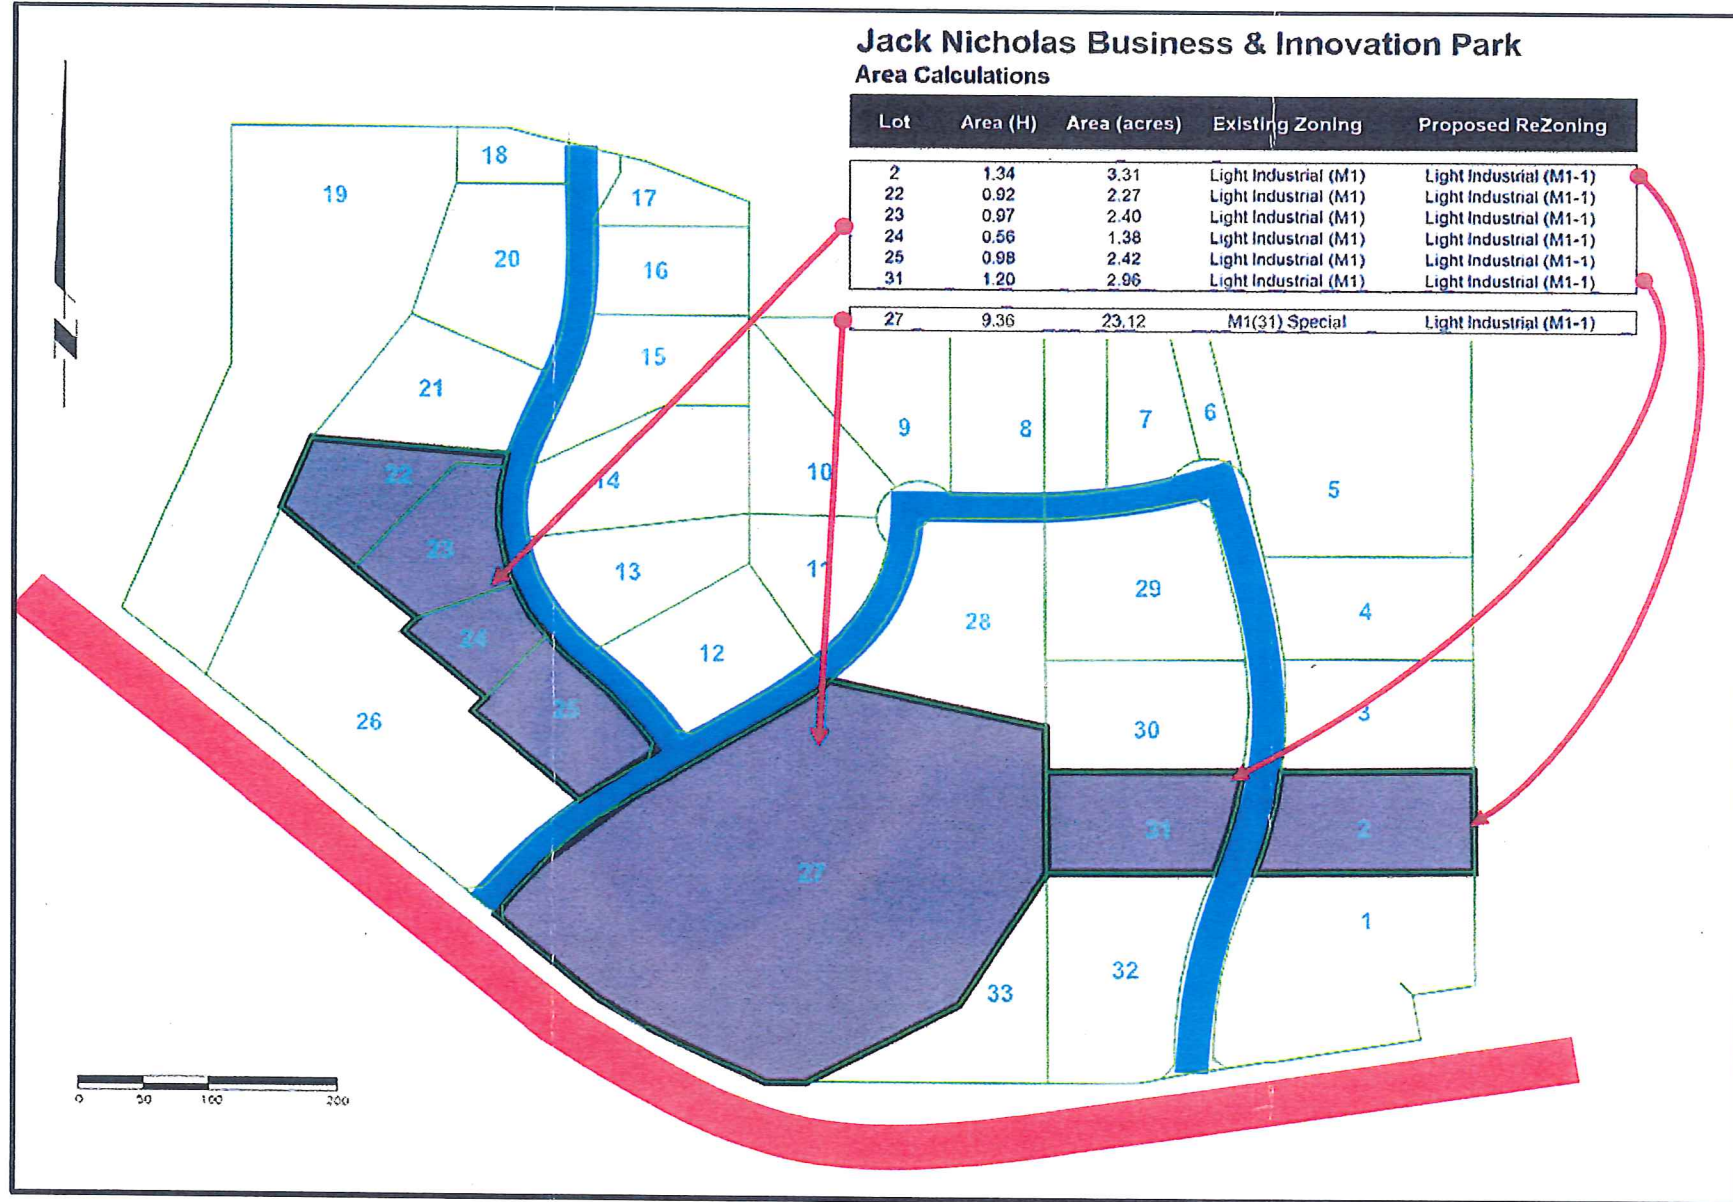 Jack Nicholas Business & Innovation Park
Area Calculations
Lot Area (H) Area (acres) Existing Zoning Proposed ReZoning
2 1.34 3.31 Light Industrial (M1) Light Industrial (M1-1)
22 0.92 2.27 Light Industrial (M1) Light Industrial (M1-1)
23 0.97 2.40 Light Industrial (M1) Light Industrial (M1-1)
24 0.56 1.38 Light Industrial (M1) Light Industrial (M1-1)
25 0.98 2.42 Light Industrial (M1) Light Industrial (M1-1)
31 1.20 2.96 Light Industrial (M1) Light Industrial (M1-1)
27 9.36 23.12 M1(31) Special Light Industrial (M1-1)
18
19
17
20
16
15
21
9
8
7
6
22
14
10
5
23
13
11
29
4
28
24
12
25
26
30
3
31
2
27
1
32
33
N
0 50 100 200